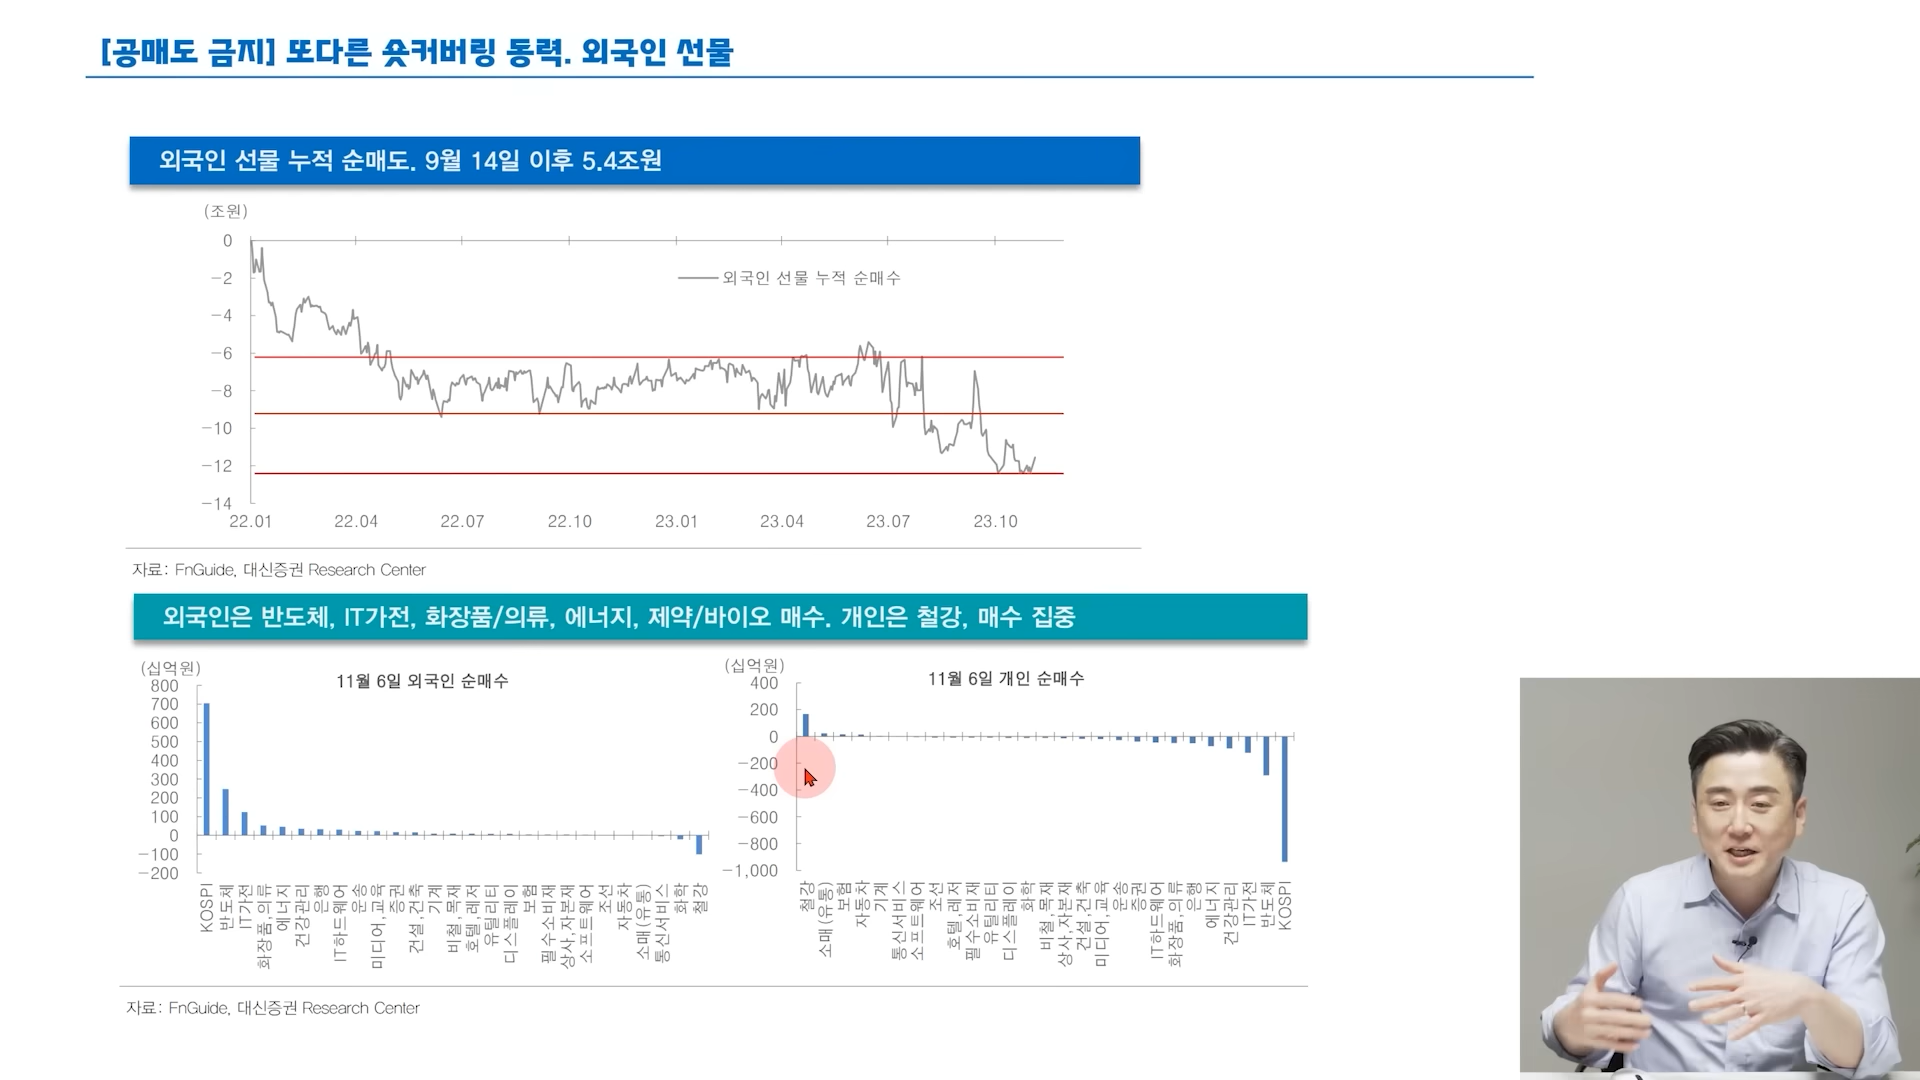 [공매도 금지] 또다른 숏커버링 동력. 외국인 선물
외국인 선물 누적 순매도. 9월 14일 이후 5.4조원
(조원)
0
-2
-4
-6
-8
-10
-12
-14
외국인 선물 누적 순매수
22.01 22.04 22.07 22.10 23.01 23.04 23.07 23.10
자료: FnGuide, 대신증권 Research Center
외국인은 반도체, IT가전, 화장품/의류, 에너지, 제약/바이오 매수. 개인은 철강, 매수 집중
(십억원)
11월 6일 외국인 순매수
800
700
600
500
400
300
200
100
0
-100
-200
KOSPI
반도체
IT가전
화장품,의류
에너지
건강관리
은행
IT하드웨어
운송
미디어,교육
증권
건설,건축
기계
비철,목재
호텔,레저
유틸리티
디스플레이
보험
필수소비재
상사,자본재
소프트웨어
조선
자동차
소매(유통)
통신서비스
화학
철강
(십억원)
11월 6일 개인 순매수
400
200
0
-200
-400
-600
-800
-1,000
철강
소매(유통)
보험
자동차
기계
통신서비스
소프트웨어
조선
호텔,레저
필수소비재
유틸리티
디스플레이
화학
비철,목재
상사,자본재
건설,건축
미디어,교육
운송
증권
IT하드웨어
화장품,의류
은행
에너지
건강관리
IT가전
반도체
KOSPI
자료: FnGuide, 대신증권 Research Center